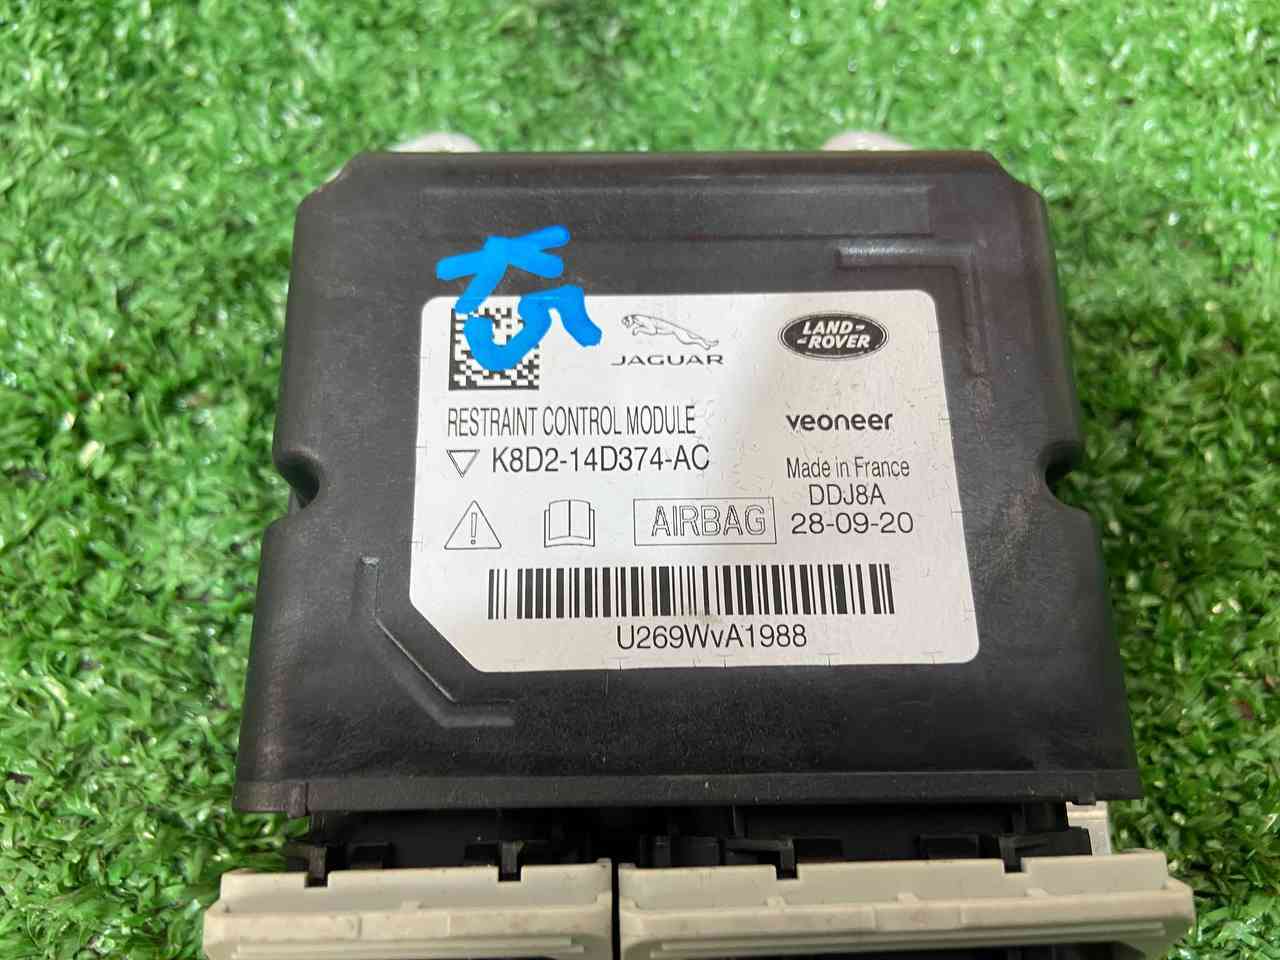 JAGUAR
LAND-
-ROVER
RESTRAINT CONTROL MODULE
veoneer
K8D2-14D374-AC
Made in France
DDJ8A
AIRBAG
28-09-20
U269WvA1988